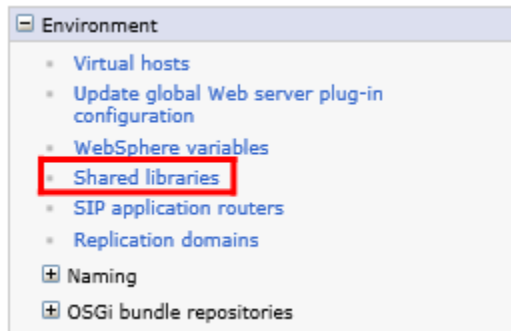 Environment
Virtual hosts
Update global Web server plug-in
configuration
WebSphere variables
Shared libraries
SIP application routers
Replication domains
Naming
OSGi bundle repositories